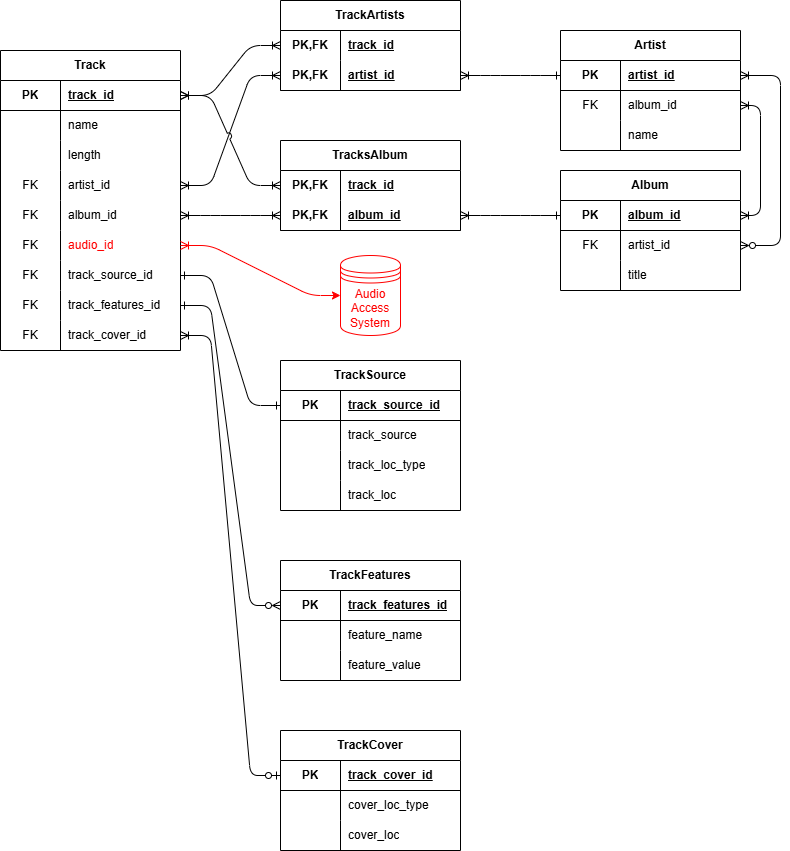 Track
PK track_id
name
length
FK artist_id
FK album_id
FK audio_id
FK track_source_id
FK track_features_id
FK track_cover_id
TrackArtists
PK,FK track_id
PK,FK artist_id
TracksAlbum
PK,FK track_id
PK,FK album_id
Artist
PK artist_id
FK album_id
name
Album
PK album_id
FK artist_id
title
Audio
Access
System
TrackSource
PK track_source_id
track_source
track_loc_type
track_loc
TrackFeatures
PK track_features_id
feature_name
feature_value
TrackCover
PK track_cover_id
cover_loc_type
cover_loc